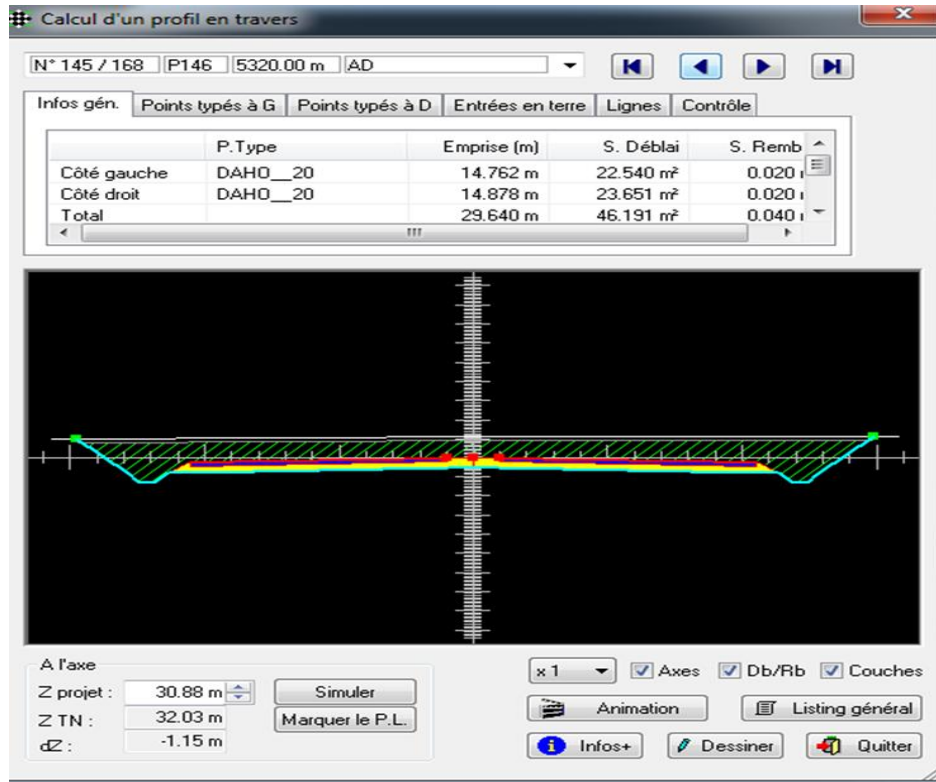 Calcul d'un profil en travers
N° 145 / 168 P146 5320.00 m AD
Infos gén. Points typés à G Points typés à D Entrées en terre Lignes Contrôle
P.Type Emprise (m) S. Déblai S. Remb
Côté gauche DAHO__20 14.762 m 22.540 m² 0.020
Côté droit DAHO__20 14.878 m 23.651 m² 0.020
Total 29.640 m 46.191 m² 0.040
A l'axe
x 1 Axes Db/Rb Couches
Z projet : 30.88 m Simuler
Animation Listing général
Z TN : 32.03 m Marquer le P.L.
dZ : -1.15 m
Infos+ Dessiner Quitter